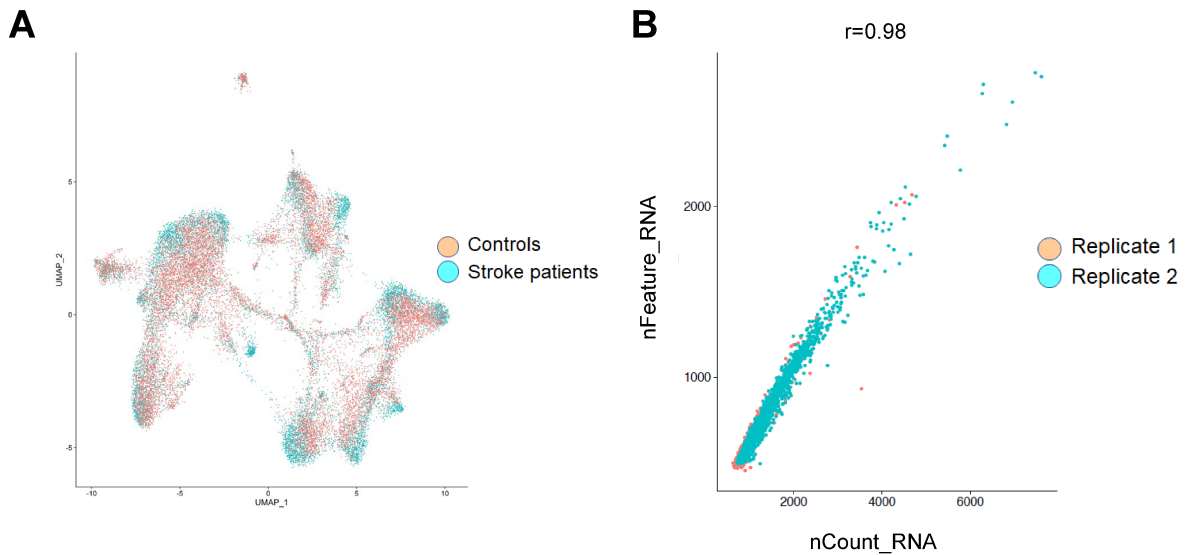 A
B
r=0.98
5
0
-5
-10
-5
0
5
10
UMAP_2
UMAP_1
Controls
Stroke patients
nFeature_RNA
2000
1000
2000
4000
6000
nCount_RNA
Replicate 1
Replicate 2